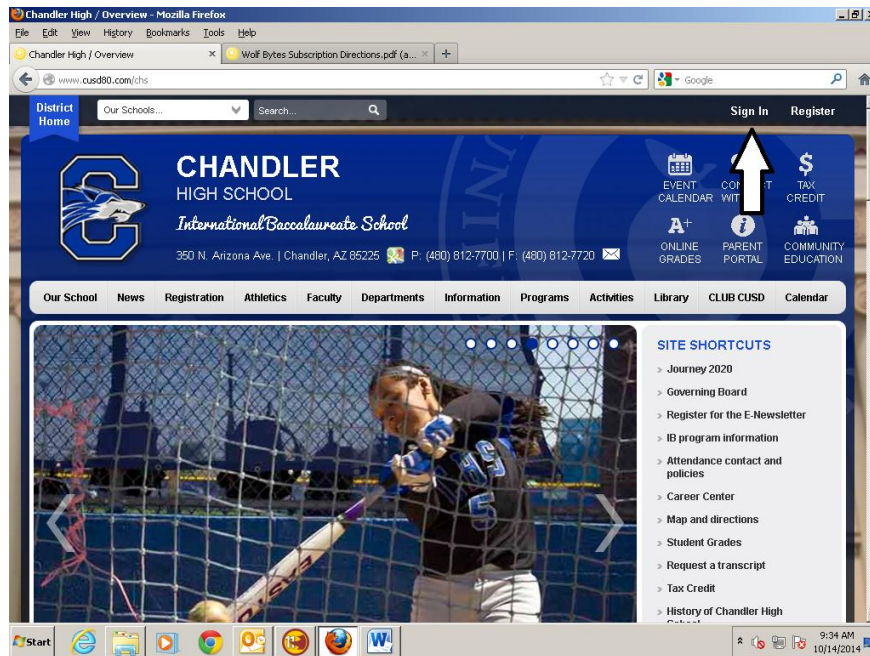 Chandler High / Overview - Mozilla Firefox
File Edit View History Bookmarks Tools Help
Chandler High / Overview × Wolf Bytes Subscription Directions.pdf (a... × +
www.cusd80.com/chs Google
District Home
Our Schools...
Search...
Sign In Register
CHANDLER
HIGH SCHOOL
International Baccalaureate School
350 N. Arizona Ave. | Chandler, AZ 85225 P: (480) 812-7700 | F: (480) 812-7720
EVENT CALENDAR
TAX CREDIT
A+ ONLINE GRADES
PARENT PORTAL
COMMUNITY EDUCATION
Our School News Registration Athletics Faculty Departments Information Programs Activities Library CLUB CUSD Calendar
SITE SHORTCUTS
» Journey 2020
» Governing Board
» Register for the E-Newsletter
» IB program information
» Attendance contact and
policies
» Career Center
» Map and directions
» Student Grades
» Request a transcript
» Tax Credit
» History of Chandler High
5
EASTON
Start
9:34 AM
10/14/2014